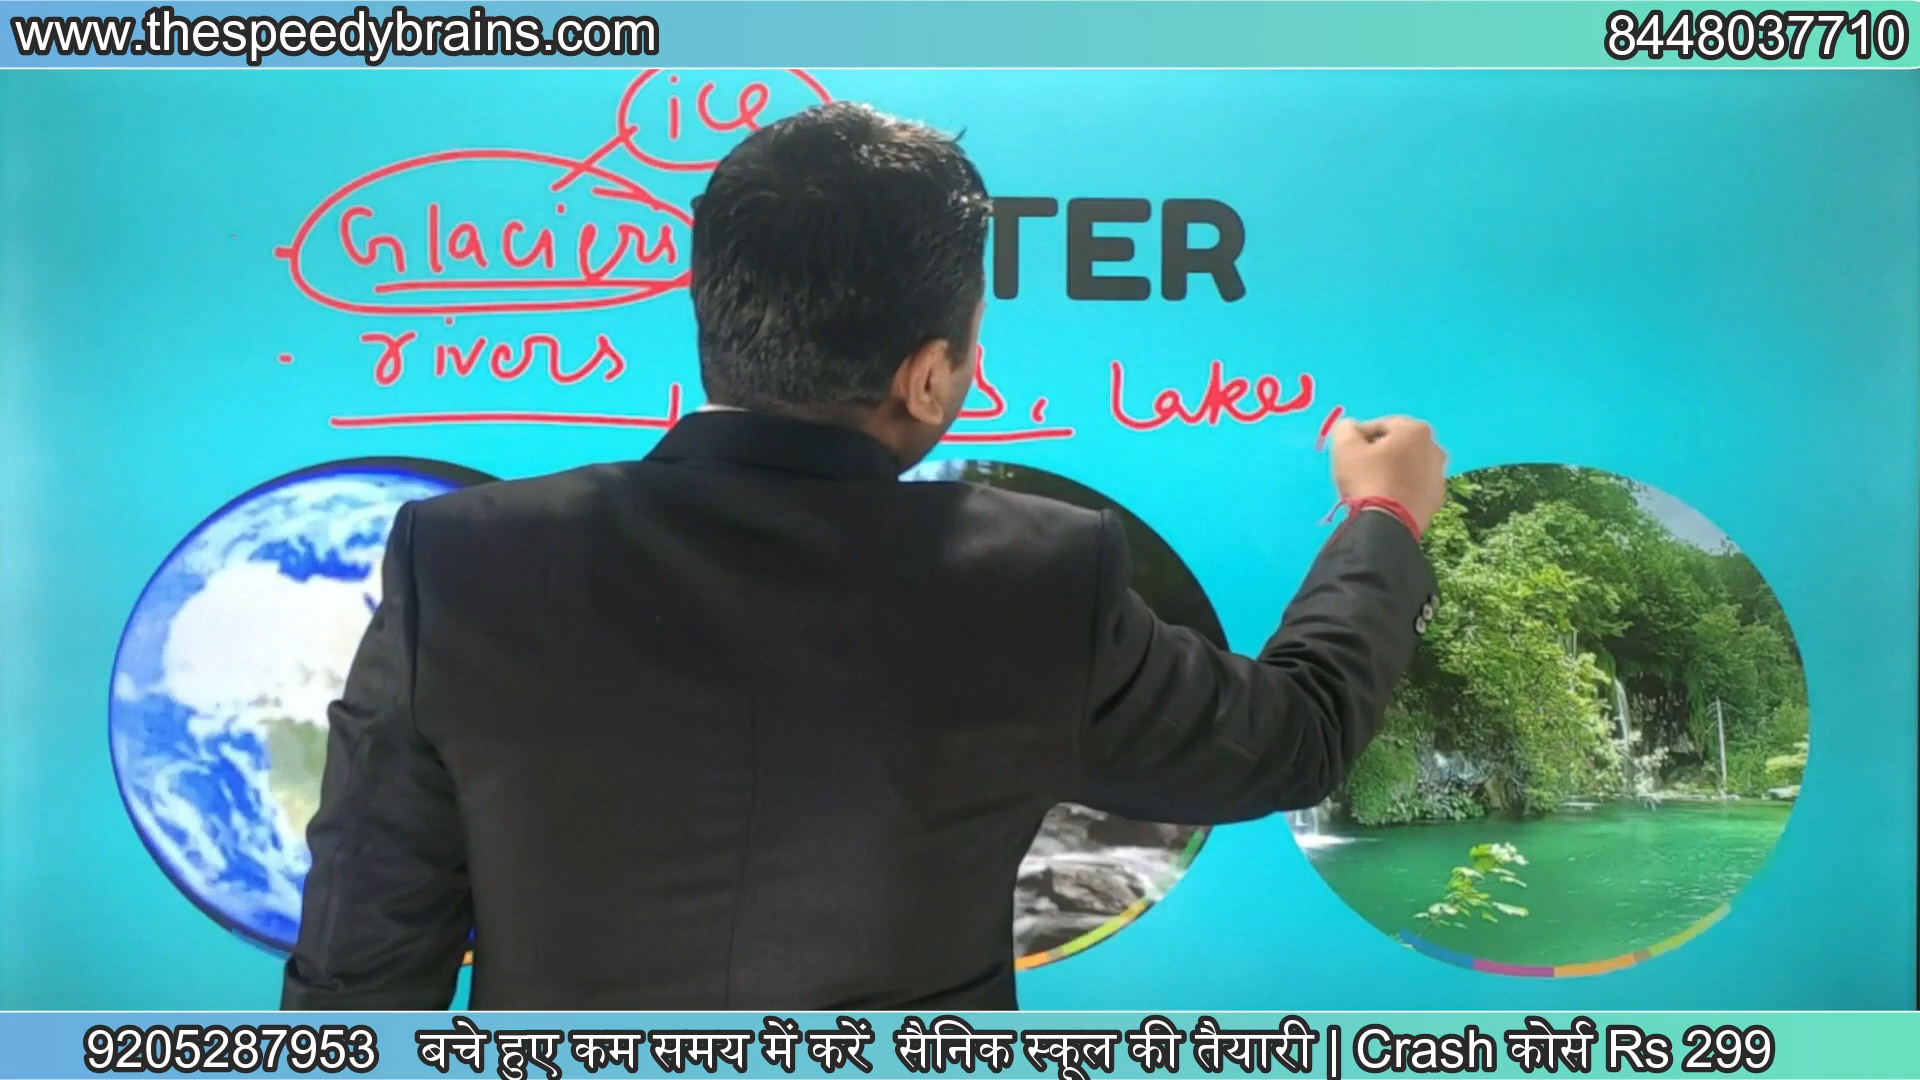 www.thespeedybrains.com 8448037710
ice
Glaciers
TER
rivers, lakes,
9205287953 बचे हुए कम समय में करें सैनिक स्कूल की तैयारी | Crash कोर्स Rs 299